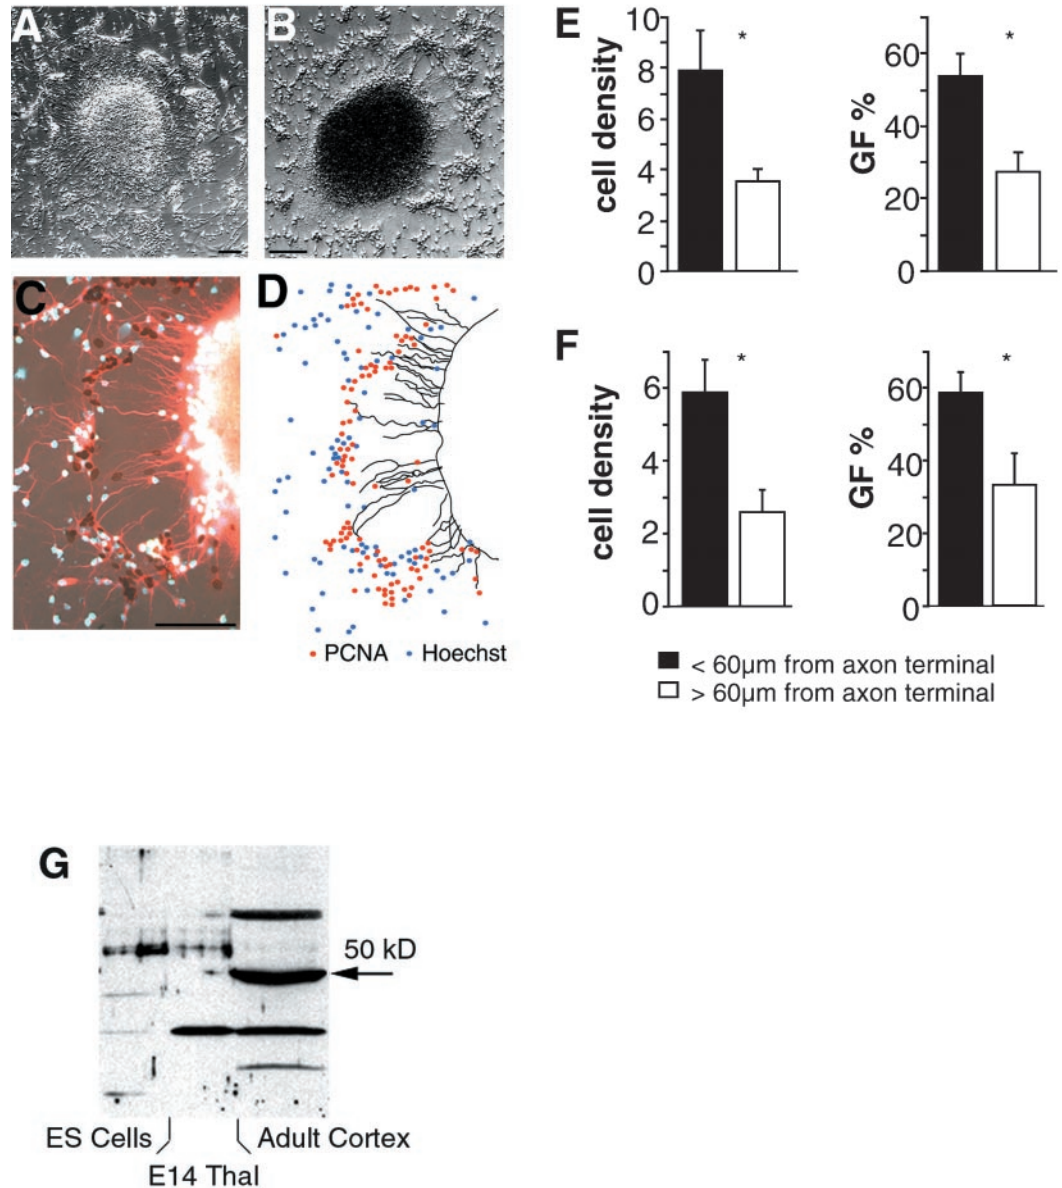 A
B
C
D
PCNA
Hoechst
E
cell density
10
8
6
4
2
0
*
GF %
60
40
20
0
*
F
cell density
6
4
2
0
*
GF %
60
40
20
0
*
< 60µm from axon terminal
> 60µm from axon terminal
G
50 kD
ES Cells
Adult Cortex
E14 Thal